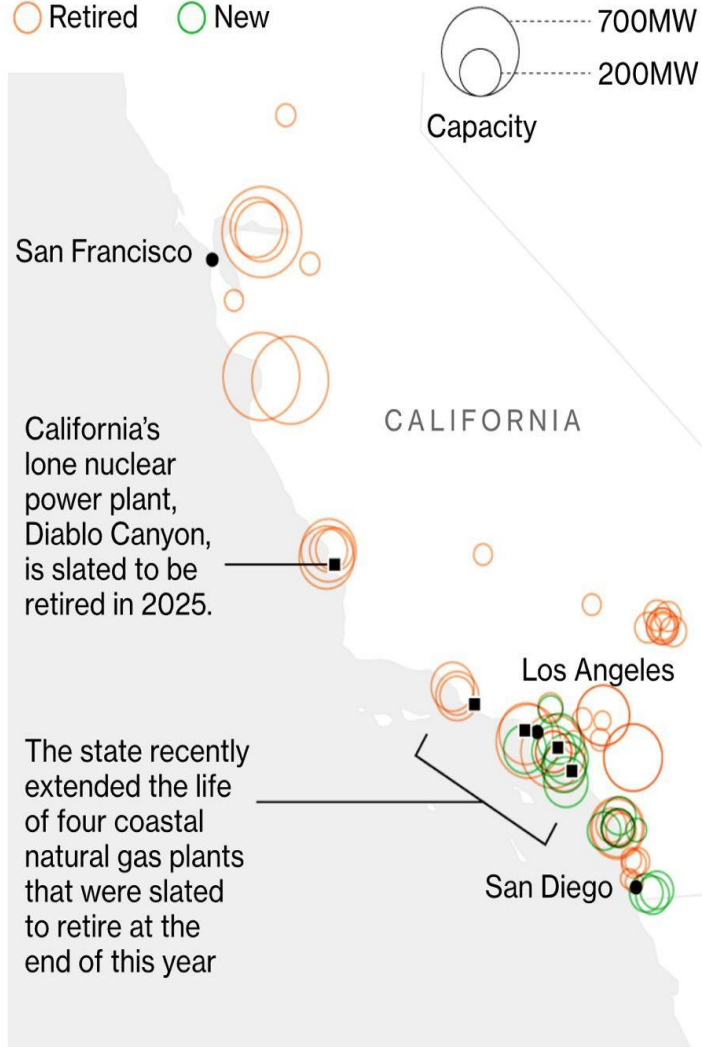 Retired
New
700MW
200MW
Capacity
San Francisco
CALIFORNIA
California’s
lone nuclear
power plant,
Diablo Canyon,
is slated to be
retired in 2025.
Los Angeles
The state recently
extended the life
of four coastal
natural gas plants
that were slated
to retire at the
end of this year
San Diego